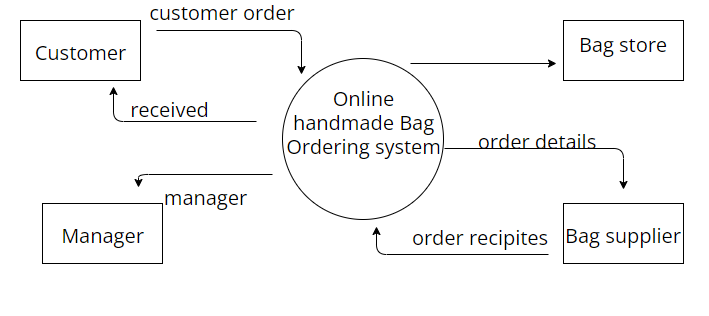 customer order
Customer
Bag store
received
Online
handmade Bag
Ordering system
order details
manager
Manager
order recipites
Bag supplier